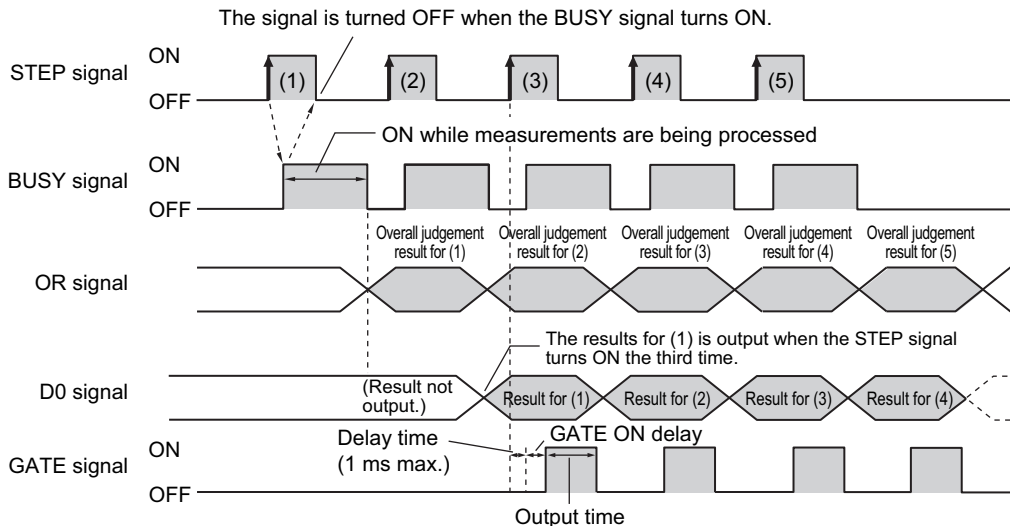 The signal is turned OFF when the BUSY signal turns ON.
ON
STEP signal
(1)
(2)
(3)
(4)
(5)
OFF
ON while measurements are being processed
ON
BUSY signal
OFF
Overall judgement
result for (1)
Overall judgement
result for (2)
Overall judgement
result for (3)
Overall judgement
result for (4)
Overall judgement
result for (5)
OR signal
The results for (1) is output when the STEP signal
turns ON the third time.
D0 signal
(Result not
output.)
Result for (1)
Result for (2)
Result for (3)
Result for (4)
Delay time
(1 ms max.)
GATE ON delay
ON
GATE signal
OFF
Output time